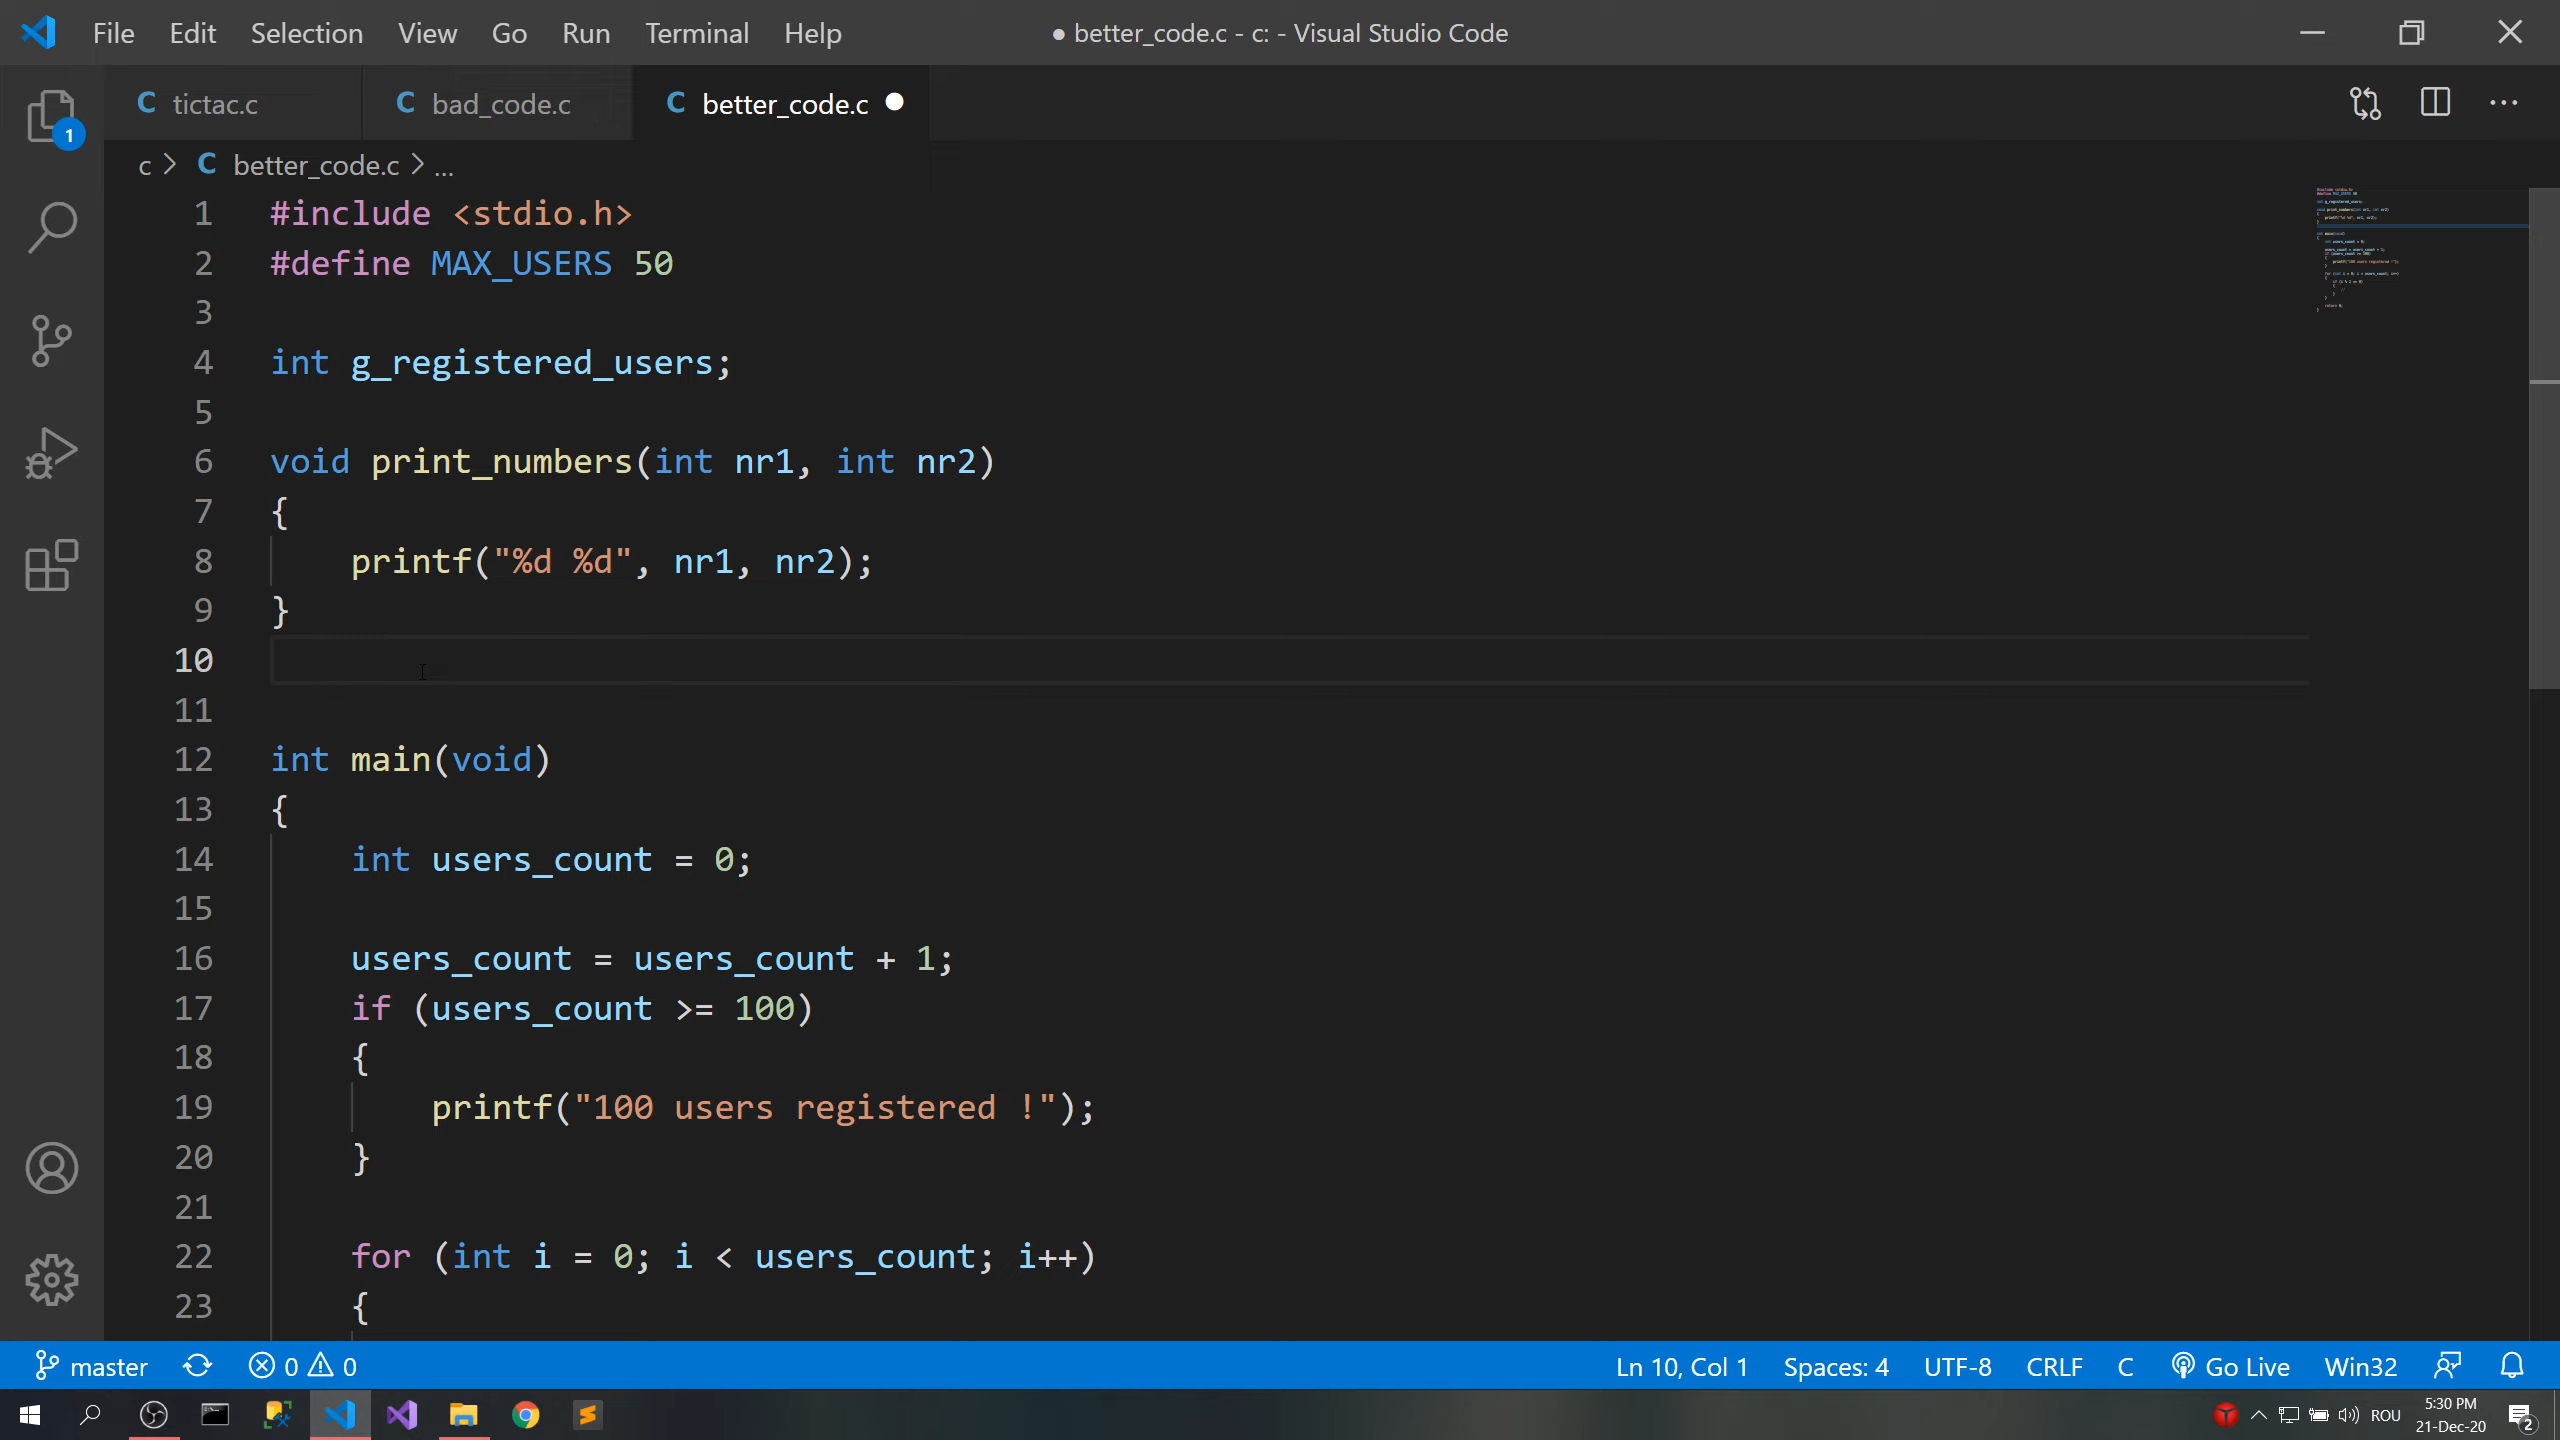 File Edit Selection View Go Run Terminal Help ● better_code.c - c: - Visual Studio Code
C tictac.c C bad_code.c C better_code.c ●
1
c > C better_code.c > ...
1 #include <stdio.h>
2 #define MAX_USERS 50
3
4 int g_registered_users;
5
6 void print_numbers(int nr1, int nr2)
7 {
8     printf("%d %d", nr1, nr2);
9 }
10
11
12 int main(void)
13 {
14     int users_count = 0;
15
16     users_count = users_count + 1;
17     if (users_count >= 100)
18     {
19         printf("100 users registered !");
20     }
21
22     for (int i = 0; i < users_count; i++)
23     {
master 0 0 Ln 10, Col 1 Spaces: 4 UTF-8 CRLF C Go Live Win32
ROU 5:30 PM
21-Dec-20 2